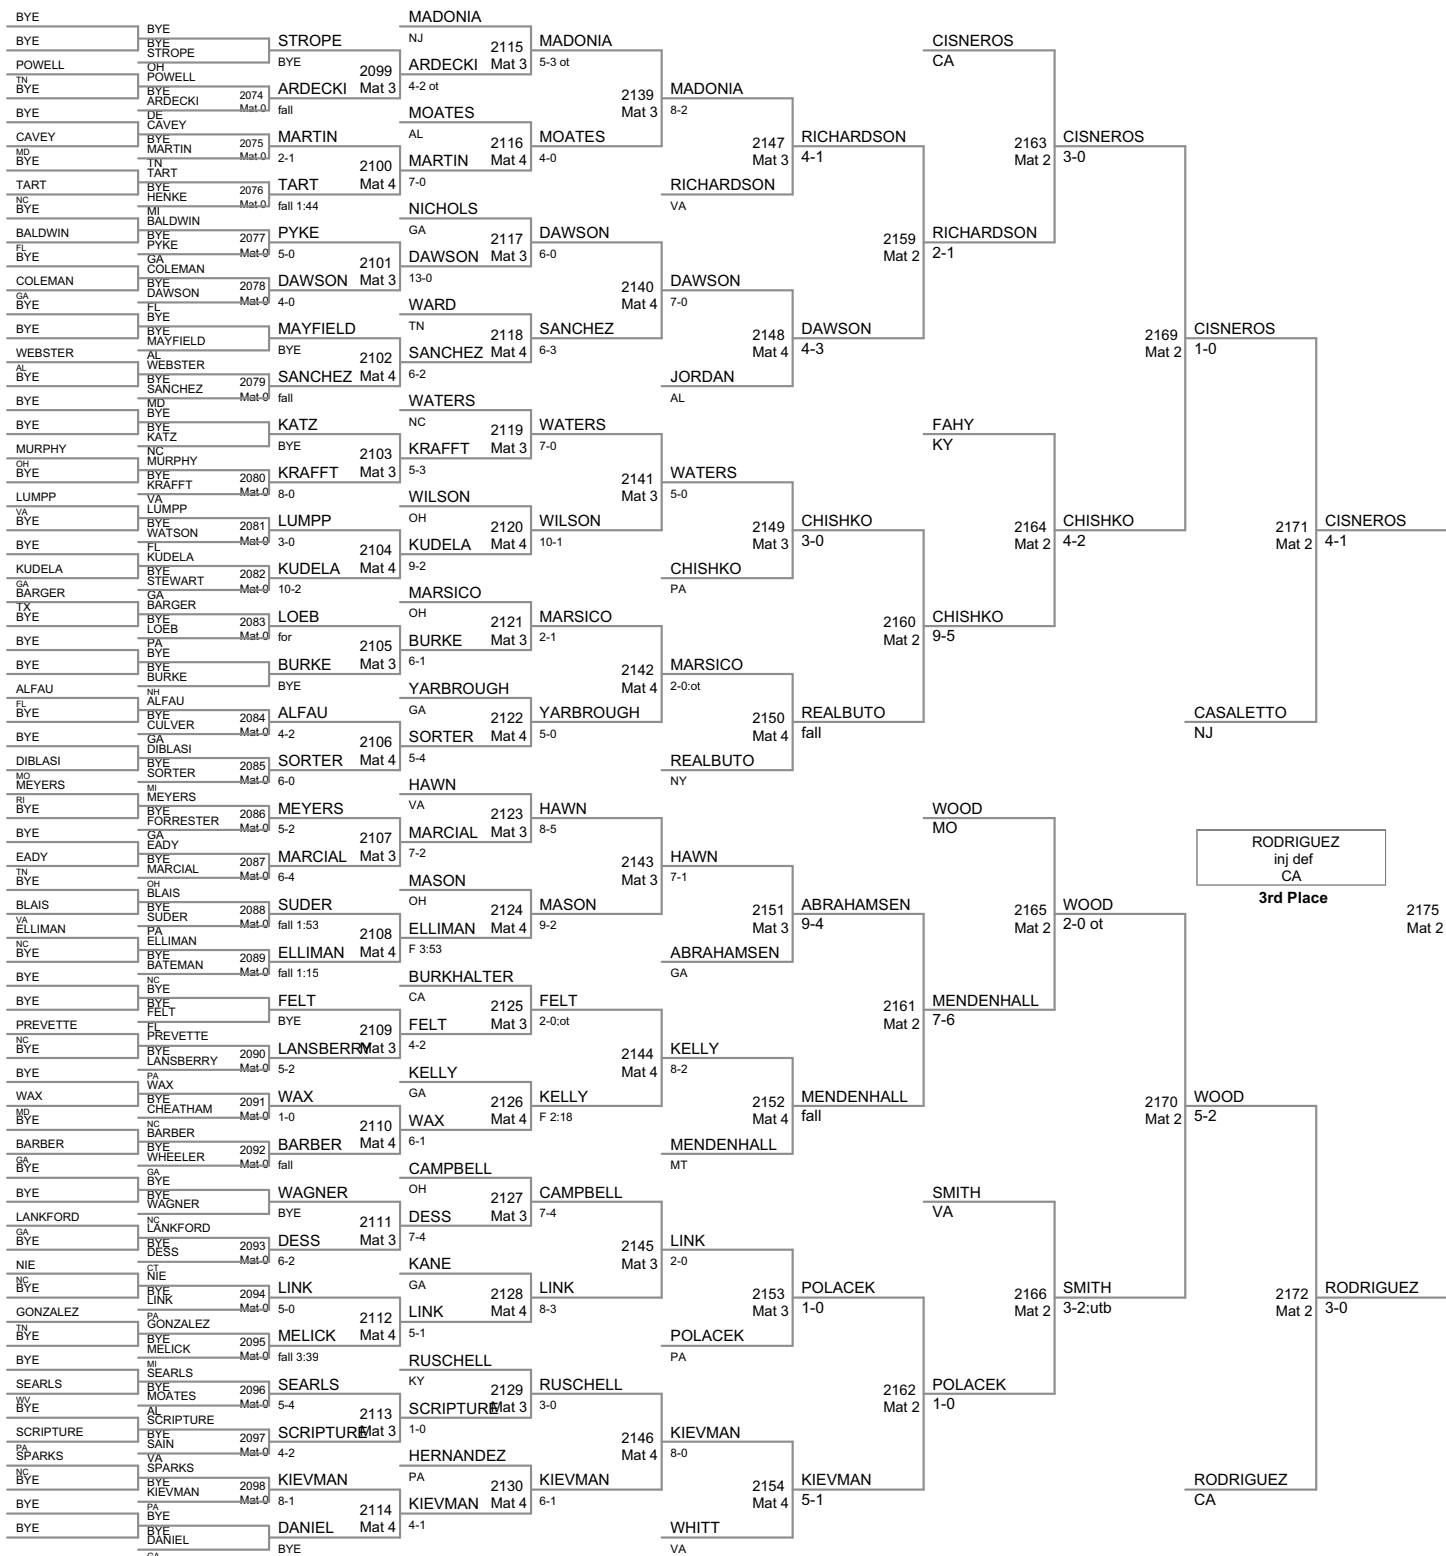 BYE
BYE
POWELL
TN
BYE
BYE
CAVEY
MD
BYE
TART
NC
BYE
BALDWIN
FL
BYE
COLEMAN
GA
BYE
BYE
WEBSTER
AL
BYE
BYE
BYE
MURPHY
OH
BYE
LUMPP
VA
BYE
BYE
KUDELA
GA
BARGER
TX
BYE
BYE
BYE
ALFAU
FL
BYE
BYE
DIBLASI
MO
MEYERS
RI
BYE
BYE
EADY
TN
BYE
BLAIS
VA
ELLIMAN
NC
BYE
BYE
BYE
PREVETTE
NC
BYE
BYE
WAX
MD
BYE
BARBER
GA
BYE
BYE
LANKFORD
GA
BYE
NIE
NC
BYE
GONZALEZ
TN
BYE
BYE
SEARLS
WV
BYE
SCRIPTURE
PA
SPARKS
NC
BYE
BYE
BYE
BYE
BYE
STROPE
OH
POWELL
BYE
ARDECKI
2074
Mat 0
DE
CAVEY
BYE
MARTIN
2075
Mat 0
TN
TART
BYE
HENKE
2076
Mat 0
MI
BALDWIN
BYE
PYKE
2077
Mat 0
GA
COLEMAN
BYE
DAWSON
2078
Mat 0
FL
BYE
BYE
MAYFIELD
AL
WEBSTER
BYE
SANCHEZ
2079
Mat 0
MD
BYE
BYE
KATZ
NC
MURPHY
BYE
KRAFFT
2080
Mat 0
VA
LUMPP
BYE
WATSON
2081
Mat 0
FL
KUDELA
BYE
STEWART
2082
Mat 0
GA
BARGER
BYE
LOEB
2083
Mat 0
PA
BYE
BYE
BURKE
NH
ALFAU
BYE
CULVER
2084
Mat 0
GA
DIBLASI
BYE
SORTER
2085
Mat 0
MI
MEYERS
BYE
FORRESTER
2086
Mat 0
GA
EADY
BYE
MARCIAL
2087
Mat 0
OH
BLAIS
BYE
SUDER
2088
Mat 0
PA
ELLIMAN
BYE
BATEMAN
2089
Mat 0
NC
BYE
BYE
FELT
FL
PREVETTE
BYE
LANSBERRY
2090
Mat 0
PA
WAX
BYE
CHEATHAM
2091
Mat 0
NC
BARBER
BYE
WHEELER
2092
Mat 0
GA
BYE
BYE
WAGNER
NC
LANKFORD
BYE
DESS
2093
Mat 0
CT
NIE
BYE
LINK
2094
Mat 0
PA
GONZALEZ
BYE
MELICK
2095
Mat 0
MI
SEARLS
BYE
MOATES
2096
Mat 0
AL
SCRIPTURE
BYE
SAIN
2097
Mat 0
VA
SPARKS
BYE
KIEVMAN
2098
Mat 0
PA
BYE
BYE
DANIEL
GA
STROPE
BYE
2099
Mat 3
ARDECKI
fall
MARTIN
2-1
2100
Mat 4
TART
fall 1:44
PYKE
5-0
2101
Mat 3
DAWSON
4-0
MAYFIELD
BYE
2102
Mat 4
SANCHEZ
fall
KATZ
BYE
2103
Mat 3
KRAFFT
8-0
LUMPP
3-0
2104
Mat 4
KUDELA
10-2
LOEB
for
2105
Mat 3
BURKE
BYE
ALFAU
4-2
2106
Mat 4
SORTER
6-0
MEYERS
5-2
2107
Mat 3
MARCIAL
6-4
SUDER
fall 1:53
2108
Mat 4
ELLIMAN
fall 1:15
FELT
BYE
2109
Mat 3
LANSBERRY
5-2
WAX
1-0
2110
Mat 4
BARBER
fall
WAGNER
BYE
2111
Mat 3
DESS
6-2
LINK
5-0
2112
Mat 4
MELICK
fall 3:39
SEARLS
5-4
2113
Mat 3
SCRIPTURE
4-2
KIEVMAN
8-1
2114
Mat 4
DANIEL
BYE
MADONIA
NJ
2115
Mat 3
ARDECKI
4-2 ot
MOATES
AL
2116
Mat 4
MARTIN
7-0
NICHOLS
GA
2117
Mat 3
DAWSON
13-0
WARD
TN
2118
Mat 4
SANCHEZ
6-2
WATERS
NC
2119
Mat 3
KRAFFT
5-3
WILSON
OH
2120
Mat 4
KUDELA
9-2
MARSICO
OH
2121
Mat 3
BURKE
6-1
YARBROUGH
GA
2122
Mat 4
SORTER
5-4
HAWN
VA
2123
Mat 3
MARCIAL
7-2
MASON
OH
2124
Mat 4
ELLIMAN
F 3:53
BURKHALTER
CA
2125
Mat 3
FELT
4-2
KELLY
GA
2126
Mat 4
WAX
6-1
CAMPBELL
OH
2127
Mat 3
DESS
7-4
KANE
GA
2128
Mat 4
LINK
5-1
RUSCHELL
KY
2129
Mat 3
SCRIPTURE
1-0
HERNANDEZ
PA
2130
Mat 4
KIEVMAN
4-1
MADONIA
5-3 ot
2139
Mat 3
MOATES
4-0
DAWSON
6-0
2140
Mat 4
SANCHEZ
6-3
WATERS
7-0
2141
Mat 3
WILSON
10-1
MARSICO
2-1
2142
Mat 4
YARBROUGH
5-0
HAWN
8-5
2143
Mat 3
MASON
9-2
FELT
2-0;ot
2144
Mat 4
KELLY
F 2:18
CAMPBELL
7-4
2145
Mat 3
LINK
8-3
RUSCHELL
3-0
2146
Mat 4
KIEVMAN
6-1
MADONIA
8-2
2147
Mat 3
RICHARDSON
VA
DAWSON
7-0
2148
Mat 4
JORDAN
AL
WATERS
5-0
2149
Mat 3
CHISHKO
PA
MARSICO
2-0:ot
2150
Mat 4
REALBUTO
NY
HAWN
7-1
2151
Mat 3
ABRAHAMSEN
GA
KELLY
8-2
2152
Mat 4
MENDENHALL
MT
LINK
2-0
2153
Mat 3
POLACEK
PA
KIEVMAN
8-0
2154
Mat 4
WHITT
VA
RICHARDSON
4-1
2159
Mat 2
DAWSON
4-3
CHISHKO
3-0
2160
Mat 2
REALBUTO
fall
ABRAHAMSEN
9-4
2161
Mat 2
MENDENHALL
fall
POLACEK
1-0
2162
Mat 2
KIEVMAN
5-1
CISNEROS
CA
2163
Mat 2
RICHARDSON
2-1
FAHY
KY
2164
Mat 2
CHISHKO
9-5
WOOD
MO
2165
Mat 2
MENDENHALL
7-6
SMITH
VA
2166
Mat 2
POLACEK
1-0
CISNEROS
3-0
2169
Mat 2
CHISHKO
4-2
WOOD
2-0 ot
2170
Mat 2
SMITH
3-2;utb
CISNEROS
1-0
2171
Mat 2
CASALETTO
NJ
RODRIGUEZ
inj def
CA
3rd Place
WOOD
5-2
2172
Mat 2
RODRIGUEZ
CA
CISNEROS
4-1
2175
Mat 2
RODRIGUEZ
3-0